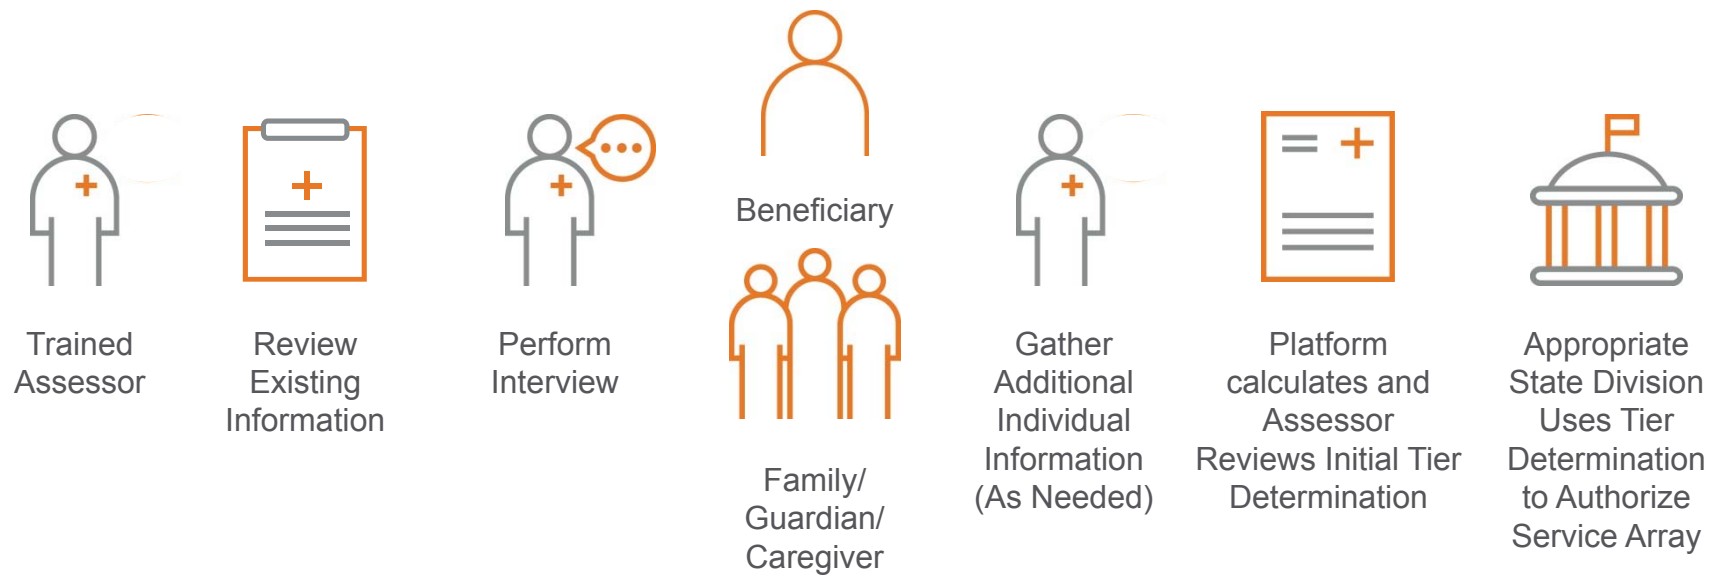 Trained
Assessor
Review
Existing
Information
Perform
Interview
Beneficiary
Family/
Guardian/
Caregiver
Gather
Additional
Individual
Information
(As Needed)
Platform
calculates and
Assessor
Reviews Initial Tier
Determination
Appropriate
State Division
Uses Tier
Determination
to Authorize
Service Array